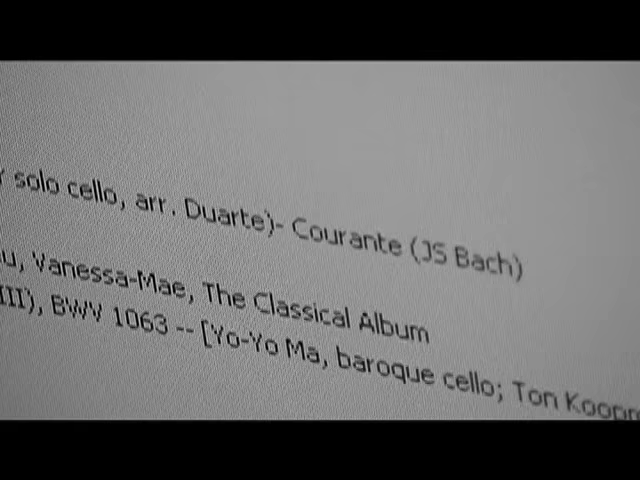 solo cello, arr. Duarte)- Courante (JS Bach)
Vanessa-Mae, The Classical Album
III), BWV 1063 -- [Yo-Yo Ma, baroque cello; Ton Koopm